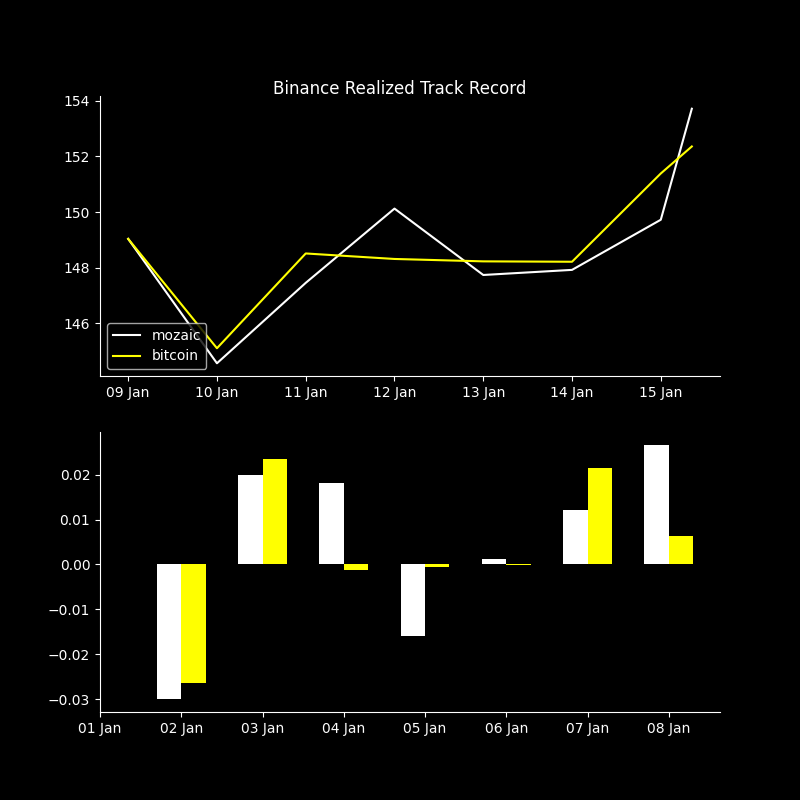 Binance Realized Track Record
154
152
150
148
146
mozaic
bitcoin
09 Jan 10 Jan 11 Jan 12 Jan 13 Jan 14 Jan 15 Jan
0.02
0.01
0.00
−0.01
−0.02
−0.03
01 Jan 02 Jan 03 Jan 04 Jan 05 Jan 06 Jan 07 Jan 08 Jan